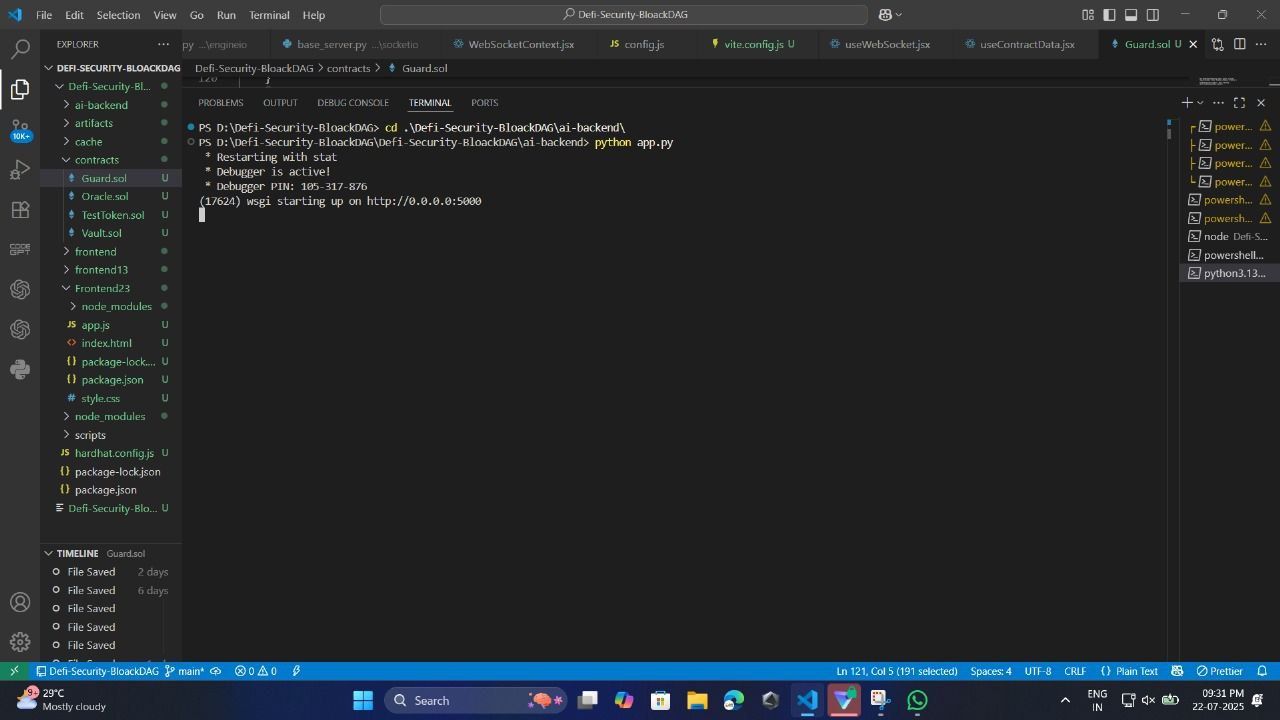 File Edit Selection View Go Run Terminal Help
Defi-Security-BloackDAG
EXPLORER
DEFI-SECURITY-BLOACKDAG
Defi-Security-Bl...
ai-backend
artifacts
cache
contracts
Guard.sol U
Oracle.sol U
TestToken.sol U
Vault.sol U
frontend
frontend13
Frontend23
node_modules
JS app.js U
<> index.html U
{} package-lock.... U
{} package.json U
# style.css U
node_modules
scripts
JS hardhat.config.js U
{} package-lock.json
{} package.json
Defi-Security-Blo... U
TIMELINE Guard.sol
File Saved 2 days
File Saved 6 days
File Saved
File Saved
File Saved
10K+
CODE
GPT
.py ...\engineio
base_server.py ...\socketio
WebSocketContext.jsx
JS config.js
vite.config.js U
useWebSocket.jsx
useContractData.jsx
Guard.sol U
Defi-Security-BloackDAG > contracts > Guard.sol
120 }
PROBLEMS OUTPUT DEBUG CONSOLE TERMINAL PORTS
PS D:\Defi-Security-BloackDAG> cd .\Defi-Security-BloackDAG\ai-backend\
PS D:\Defi-Security-BloackDAG\Defi-Security-BloackDAG\ai-backend> python app.py
* Restarting with stat
* Debugger is active!
* Debugger PIN: 105-317-876
(17624) wsgi starting up on http://0.0.0.0:5000
power...
power...
power...
power...
powersh...
powersh...
node Defi-S...
powershell...
python3.13...
Defi-Security-BloackDAG main* 0 0
Ln 121, Col 5 (191 selected) Spaces: 4 UTF-8 CRLF {} Plain Text Prettier
9+
29°C
Mostly cloudy
Search
ENG
IN
09:31 PM
22-07-2025